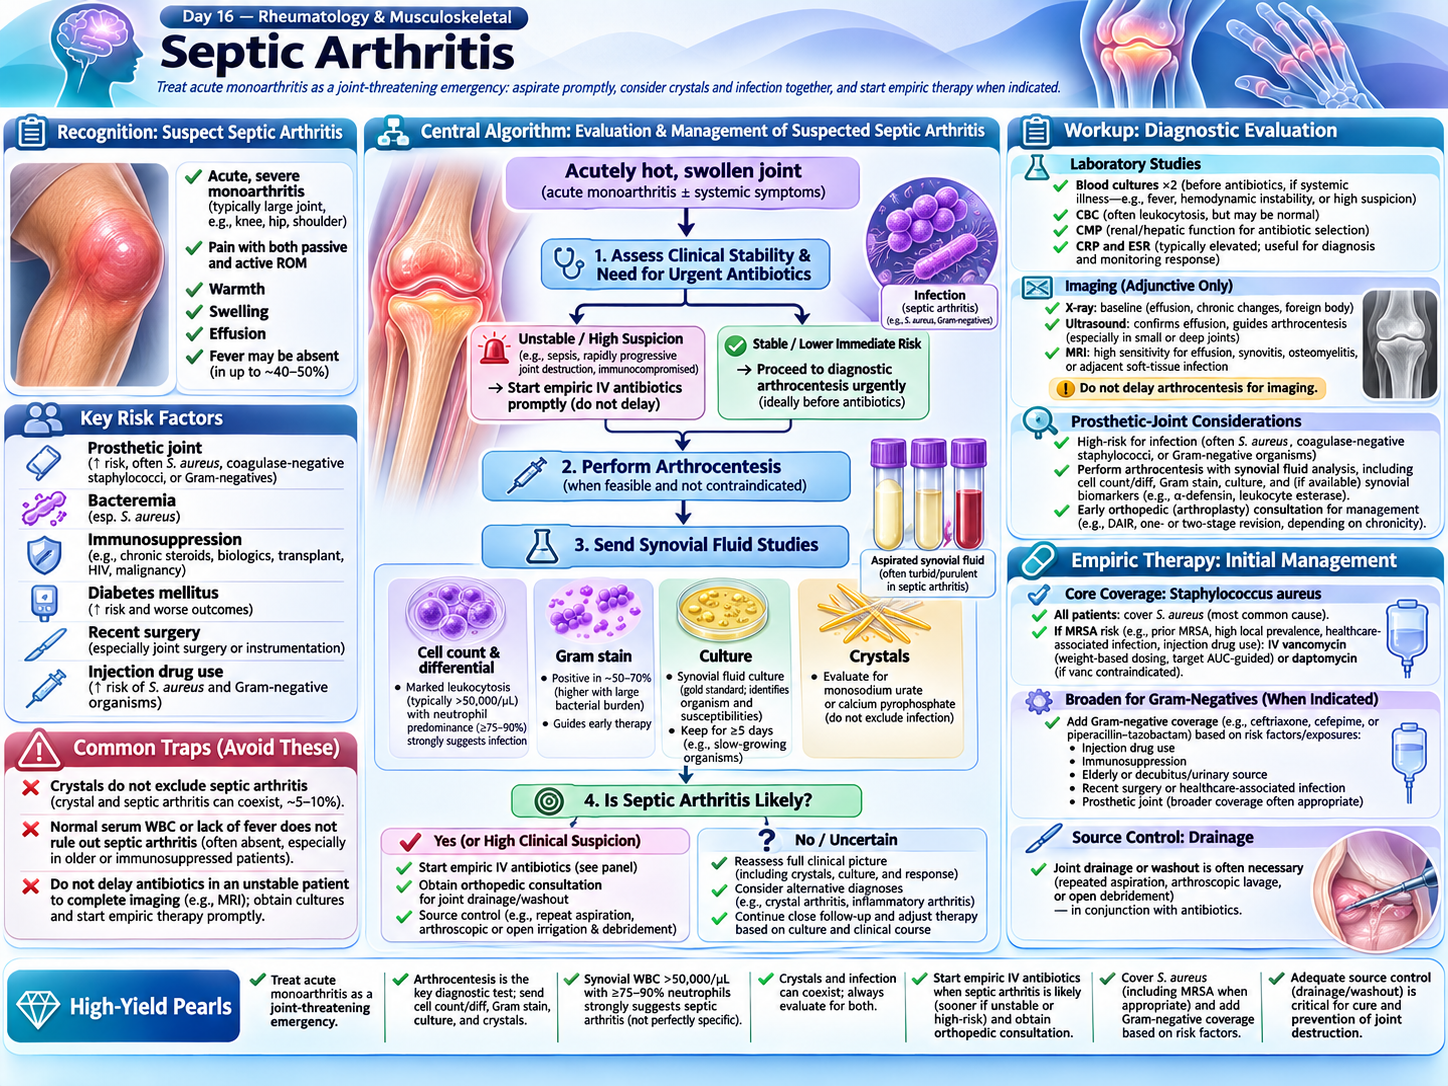 Day 16 — Rheumatology & Musculoskeletal
Septic Arthritis
Treat acute monoarthritis as a joint-threatening emergency: aspirate promptly, consider crystals and infection together, and start empiric therapy when indicated.
Recognition: Suspect Septic Arthritis
Acute, severe
monoarthritis
(typically large joint,
e.g., knee, hip, shoulder)
Pain with both passive
and active ROM
Warmth
Swelling
Effusion
Fever may be absent
(in up to ~40–50%)
Key Risk Factors
Prosthetic joint
(↑ risk, often S. aureus, coagulase-negative
staphylococci, or Gram-negatives)
Bacteremia
(esp. S. aureus)
Immunosuppression
(e.g., chronic steroids, biologics, transplant,
HIV, malignancy)
Diabetes mellitus
(↑ risk and worse outcomes)
Recent surgery
(especially joint surgery or instrumentation)
Injection drug use
(↑ risk of S. aureus and Gram-negative
organisms)
Common Traps (Avoid These)
Crystals do not exclude septic arthritis
(crystal and septic arthritis can coexist, ~5–10%).
Normal serum WBC or lack of fever does not
rule out septic arthritis (often absent, especially
in older or immunosuppressed patients).
Do not delay antibiotics in an unstable patient
to complete imaging (e.g., MRI); obtain cultures
and start empiric therapy promptly.
Central Algorithm: Evaluation & Management of Suspected Septic Arthritis
Acutely hot, swollen joint
(acute monoarthritis ± systemic symptoms)
1. Assess Clinical Stability &
Need for Urgent Antibiotics
Infection
(septic arthritis)
(e.g., S. aureus, Gram-negatives)
Unstable / High Suspicion
(e.g., sepsis, rapidly progressive
joint destruction, immunocompromised)
→ Start empiric IV antibiotics
promptly (do not delay)
Stable / Lower Immediate Risk
→ Proceed to diagnostic
arthrocentesis urgently
(ideally before antibiotics)
2. Perform Arthrocentesis
(when feasible and not contraindicated)
3. Send Synovial Fluid Studies
Aspirated synovial fluid
(often turbid/purulent
in septic arthritis)
Cell count &
differential
• Marked leukocytosis
(typically >50,000/μL)
with neutrophil
predominance (≥75–90%)
strongly suggests infection
Gram stain
• Positive in ~50–70%
(higher with large
bacterial burden)
• Guides early therapy
Culture
• Synovial fluid culture
(gold standard; identifies
organism and
susceptibilities)
• Keep for ≥5 days
(e.g., slow-growing
organisms)
Crystals
• Evaluate for
monosodium urate
or calcium pyrophosphate
(do not exclude infection)
4. Is Septic Arthritis Likely?
Yes (or High Clinical Suspicion)
Start empiric IV antibiotics (see panel)
Obtain orthopedic consultation
for joint drainage/washout
Source control (e.g., repeat aspiration,
arthroscopic or open irrigation & debridement)
? No / Uncertain
Reassess full clinical picture
(including crystals, culture, and response)
Consider alternative diagnoses
(e.g., crystal arthritis, inflammatory arthritis)
Continue close follow-up and adjust therapy
based on culture and clinical course
Workup: Diagnostic Evaluation
Laboratory Studies
Blood cultures ×2 (before antibiotics, if systemic
illness—e.g., fever, hemodynamic instability, or high suspicion)
CBC (often leukocytosis, but may be normal)
CMP (renal/hepatic function for antibiotic selection)
CRP and ESR (typically elevated; useful for diagnosis
and monitoring response)
Imaging (Adjunctive Only)
X-ray: baseline (effusion, chronic changes, foreign body)
Ultrasound: confirms effusion, guides arthrocentesis
(especially in small or deep joints)
MRI: high sensitivity for effusion, synovitis, osteomyelitis,
or adjacent soft-tissue infection
! Do not delay arthrocentesis for imaging.
Prosthetic-Joint Considerations
High-risk for infection (often S. aureus, coagulase-negative
staphylococci, or Gram-negative organisms)
Perform arthrocentesis with synovial fluid analysis, including
cell count/diff, Gram stain, culture, and (if available) synovial
biomarkers (e.g., α-defensin, leukocyte esterase).
Early orthopedic (arthroplasty) consultation for management
(e.g., DAIR, one- or two-stage revision, depending on chronicity).
Empiric Therapy: Initial Management
Core Coverage: Staphylococcus aureus
All patients: cover S. aureus (most common cause).
If MRSA risk (e.g., prior MRSA, high local prevalence, healthcare-
associated infection, injection drug use): IV vancomycin
(weight-based dosing, target AUC-guided) or daptomycin
(if vanc contraindicated).
Broaden for Gram-Negatives (When Indicated)
Add Gram-negative coverage (e.g., ceftriaxone, cefepime, or
piperacillin–tazobactam) based on risk factors/exposures:
• Injection drug use
• Immunosuppression
• Elderly or decubitus/urinary source
• Recent surgery or healthcare-associated infection
• Prosthetic joint (broader coverage often appropriate)
Source Control: Drainage
Joint drainage or washout is often necessary
(repeated aspiration, arthroscopic lavage,
or open debridement)
— in conjunction with antibiotics.
High-Yield Pearls
Treat acute
monoarthritis as a
joint-threatening
emergency.
Arthrocentesis is the
key diagnostic test; send
cell count/diff, Gram stain,
culture, and crystals.
Synovial WBC >50,000/μL
with ≥75–90% neutrophils
strongly suggests septic
arthritis (not perfectly specific).
Crystals and infection
can coexist; always
evaluate for both.
Start empiric IV antibiotics
when septic arthritis is likely
(sooner if unstable or
high-risk) and obtain
orthopedic consultation.
Cover S. aureus
(including MRSA when
appropriate) and add
Gram-negative coverage
based on risk factors.
Adequate source control
(drainage/washout) is
critical for cure and
prevention of joint
destruction.